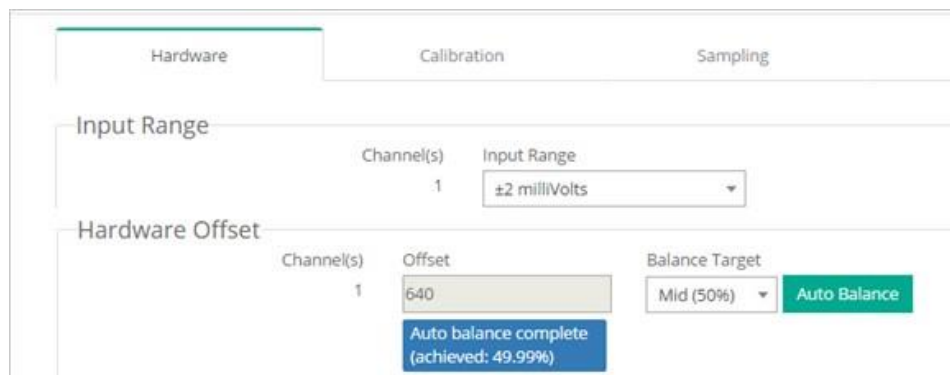 Hardware Calibration Sampling
Input Range
Channel(s) Input Range
1 ±2 milliVolts
Hardware Offset
Channel(s) Offset Balance Target
1 640 Mid (50%) Auto Balance
Auto balance complete
(achieved: 49.99%)